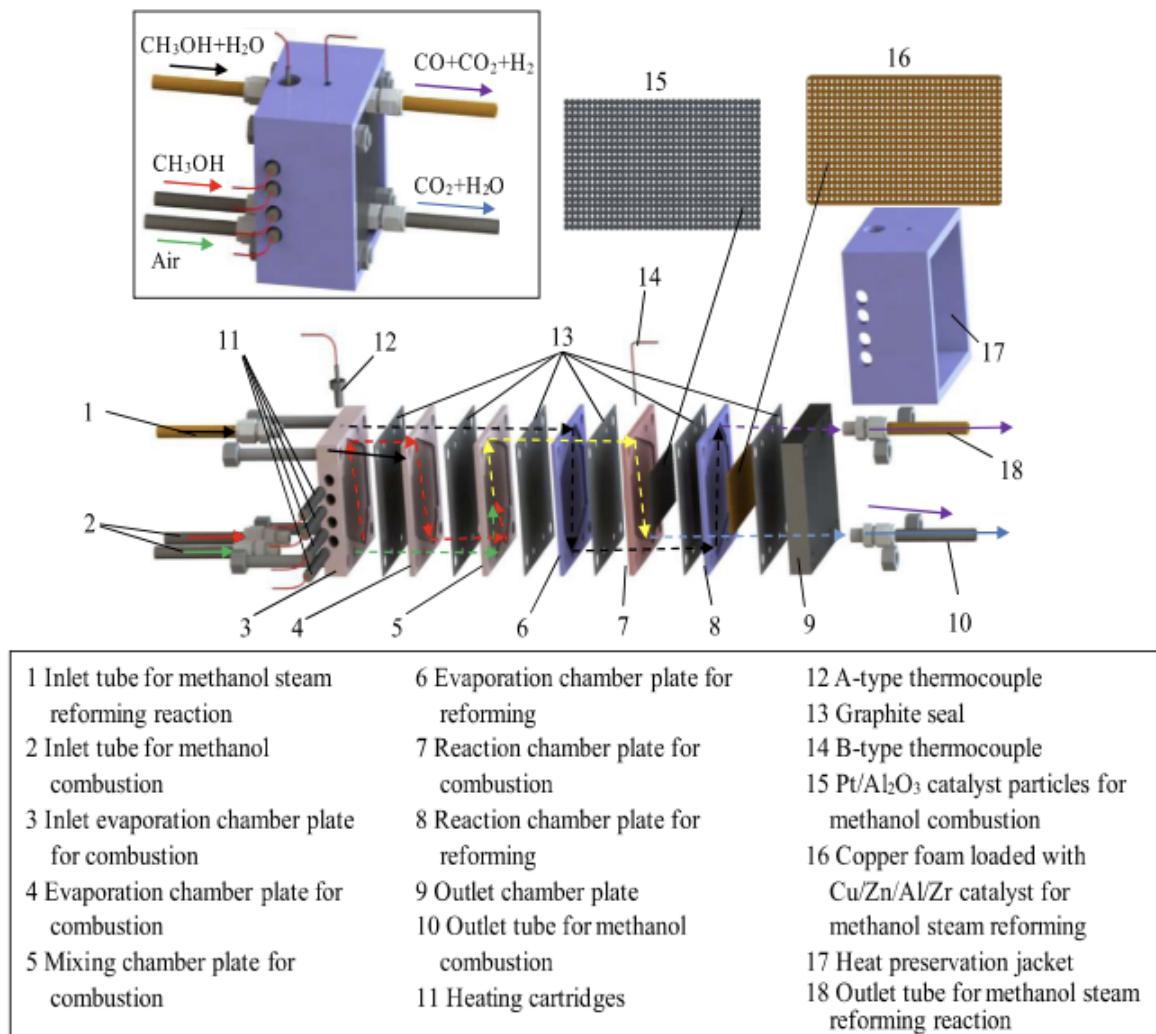 CH₃OH+H₂O
CO+CO₂+H₂
CH₃OH
CO₂+H₂O
Air
15
16
14
11
12
13
17
1
18
2
3
4
5
6
7
8
9
10
1 Inlet tube for methanol steam
reforming reaction
2 Inlet tube for methanol
combustion
3 Inlet evaporation chamber plate
for combustion
4 Evaporation chamber plate for
combustion
5 Mixing chamber plate for
combustion
6 Evaporation chamber plate for
reforming
7 Reaction chamber plate for
combustion
8 Reaction chamber plate for
reforming
9 Outlet chamber plate
10 Outlet tube for methanol
combustion
11 Heating cartridges
12 A-type thermocouple
13 Graphite seal
14 B-type thermocouple
15 Pt/Al₂O₃ catalyst particles for
methanol combustion
16 Copper foam loaded with
Cu/Zn/Al/Zr catalyst for
methanol steam reforming
17 Heat preservation jacket
18 Outlet tube for methanol steam
reforming reaction